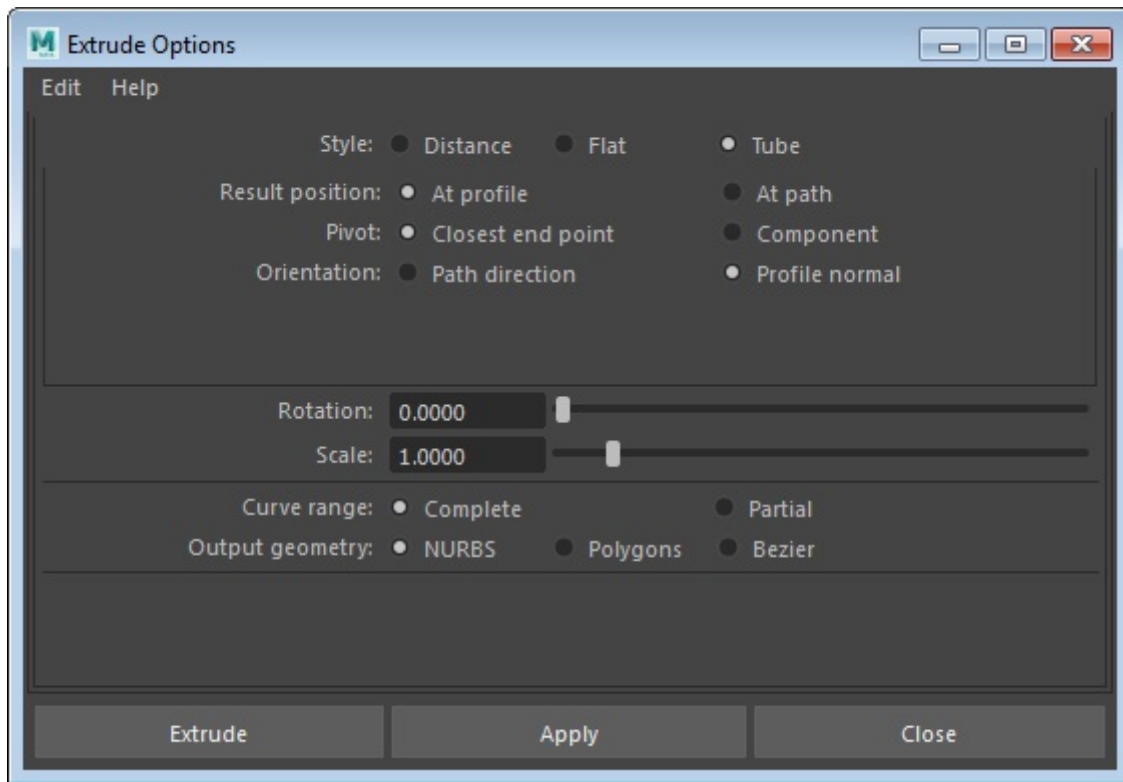 M Extrude Options
Edit Help
Style: Distance Flat Tube
Result position: At profile At path
Pivot: Closest end point Component
Orientation: Path direction Profile normal
Rotation: 0.0000
Scale: 1.0000
Curve range: Complete Partial
Output geometry: NURBS Polygons Bezier
Extrude Apply Close